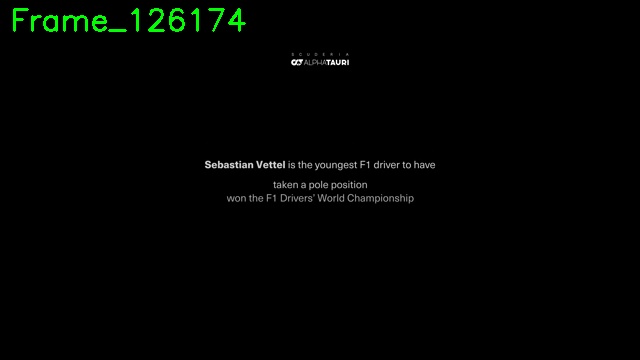 Frame_126174
SCUDERIA
ALPHATAURI
Sebastian Vettel is the youngest F1 driver to have
taken a pole position
won the F1 Drivers' World Championship